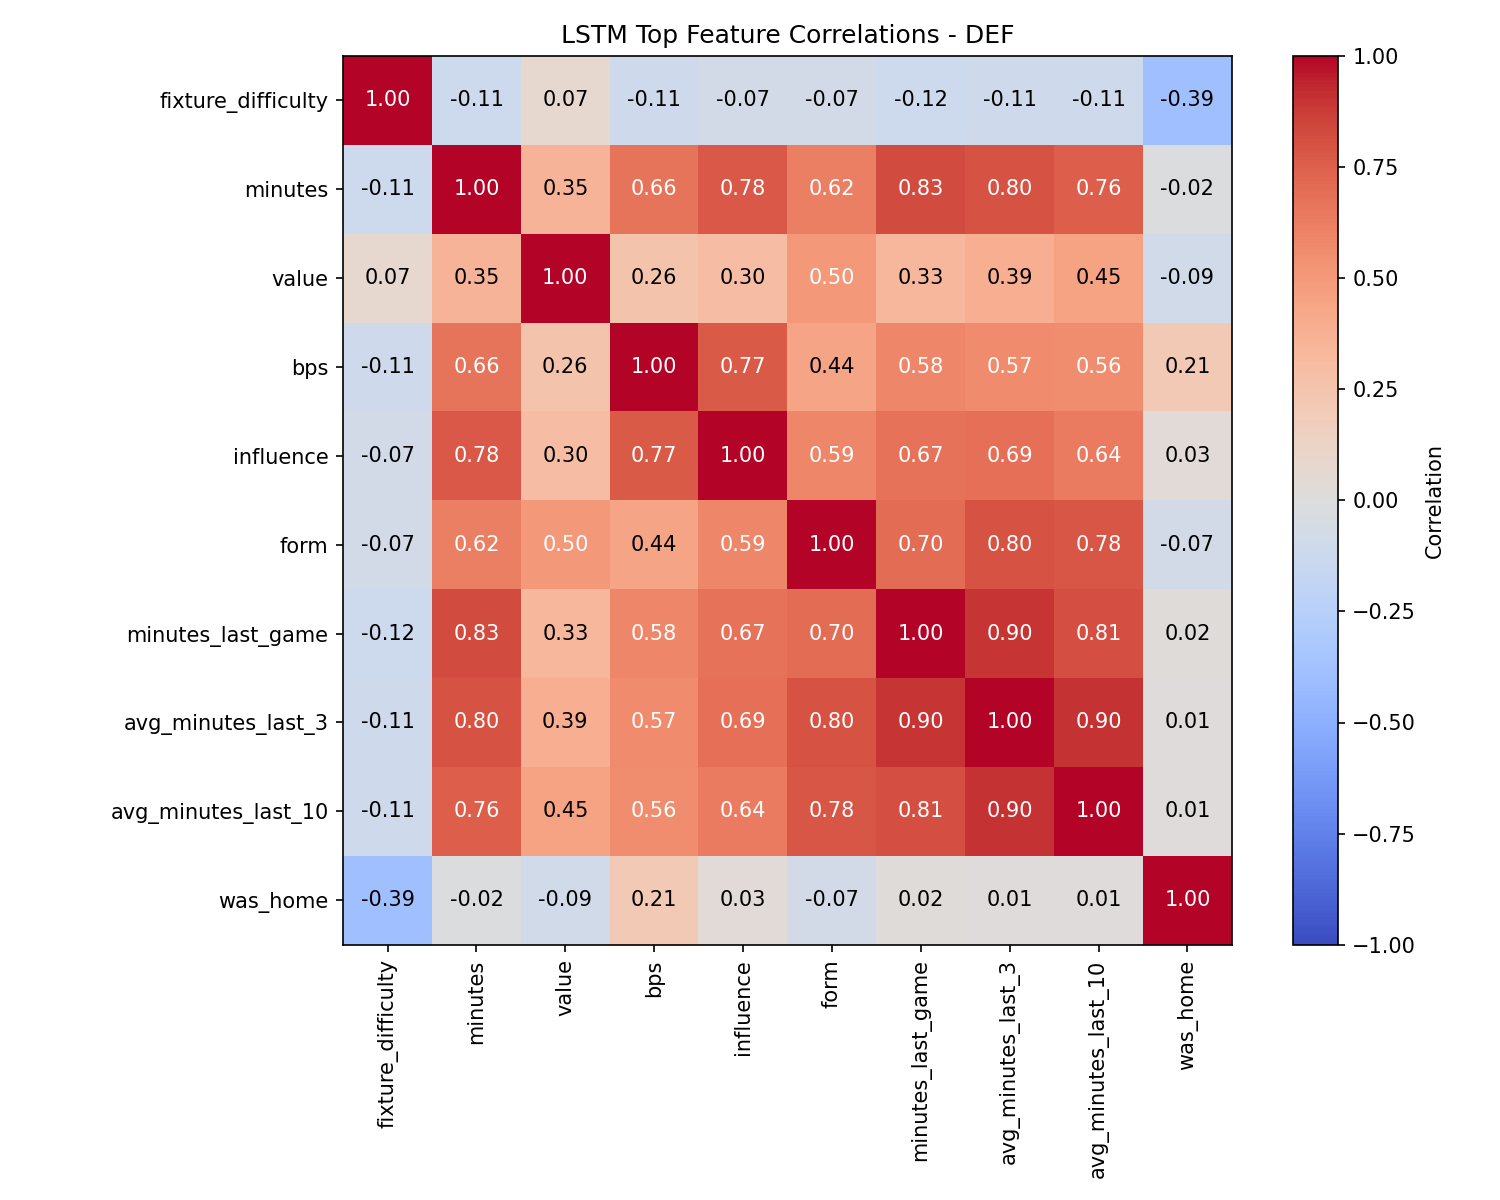 LSTM Top Feature Correlations - DEF
fixture_difficulty 1.00 -0.11 0.07 -0.11 -0.07 -0.07 -0.12 -0.11 -0.11 -0.39
minutes -0.11 1.00 0.35 0.66 0.78 0.62 0.83 0.80 0.76 -0.02
value 0.07 0.35 1.00 0.26 0.30 0.50 0.33 0.39 0.45 -0.09
bps -0.11 0.66 0.26 1.00 0.77 0.44 0.58 0.57 0.56 0.21
influence -0.07 0.78 0.30 0.77 1.00 0.59 0.67 0.69 0.64 0.03
form -0.07 0.62 0.50 0.44 0.59 1.00 0.70 0.80 0.78 -0.07
minutes_last_game -0.12 0.83 0.33 0.58 0.67 0.70 1.00 0.90 0.81 0.02
avg_minutes_last_3 -0.11 0.80 0.39 0.57 0.69 0.80 0.90 1.00 0.90 0.01
avg_minutes_last_10 -0.11 0.76 0.45 0.56 0.64 0.78 0.81 0.90 1.00 0.01
was_home -0.39 -0.02 -0.09 0.21 0.03 -0.07 0.02 0.01 0.01 1.00
fixture_difficulty
minutes
value
bps
influence
form
minutes_last_game
avg_minutes_last_3
avg_minutes_last_10
was_home
1.00
0.75
0.50
0.25
0.00
−0.25
−0.50
−0.75
−1.00
Correlation